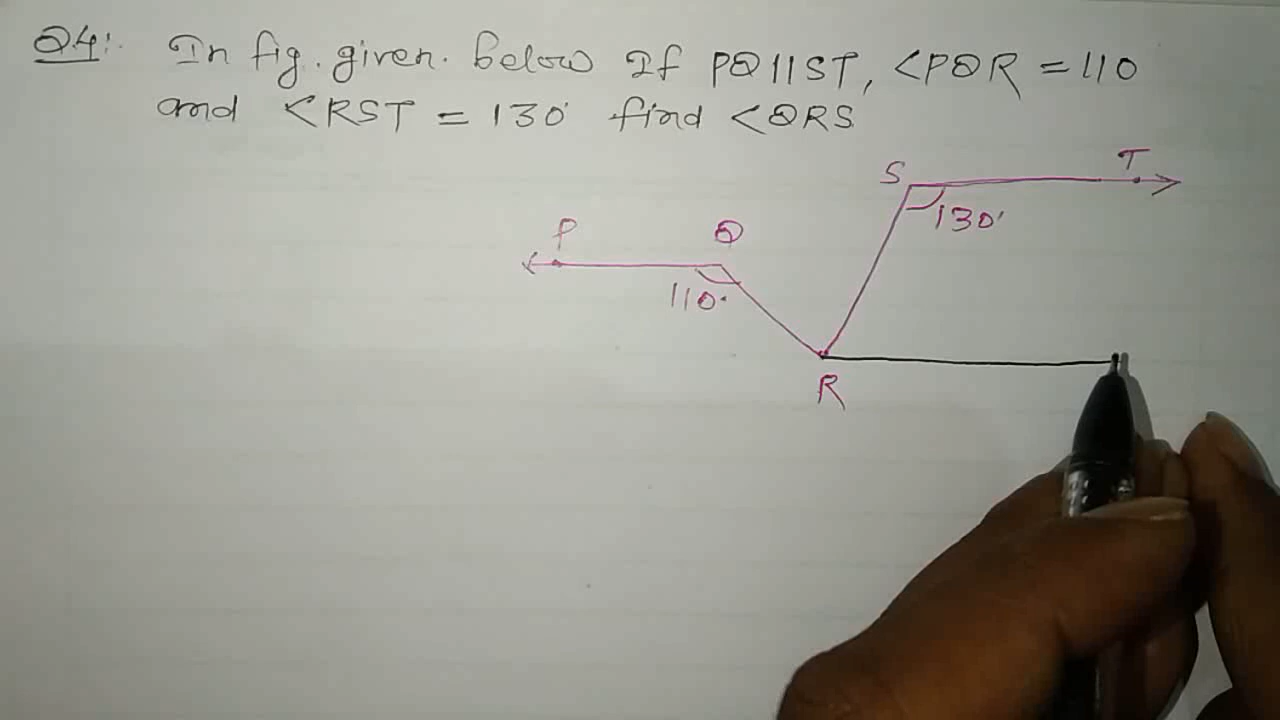 Q4:. In fig. given. below If PQ||ST, <PQR = 110
and <RST = 130° find <QRS
S T
130°
P Q
110°
R